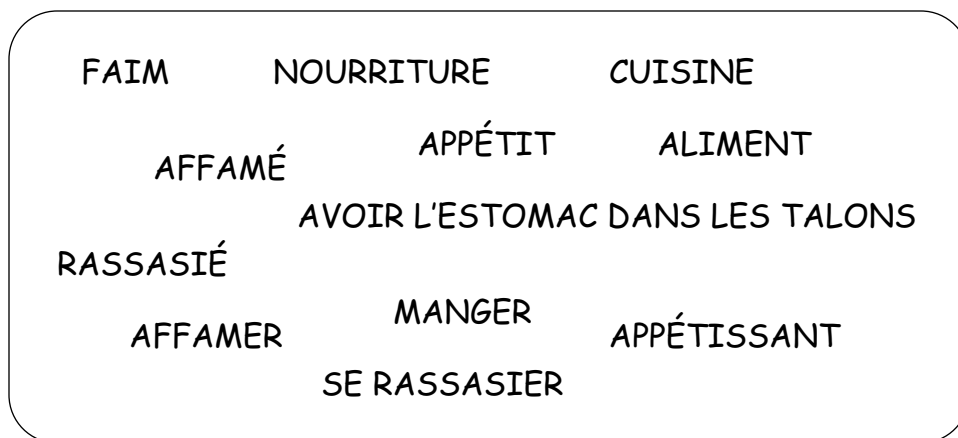 FAIM NOURRITURE CUISINE
APPÉTIT ALIMENT
AFFAMÉ
AVOIR L'ESTOMAC DANS LES TALONS
RASSASIÉ
MANGER
AFFAMER APPÉTISSANT
SE RASSASIER